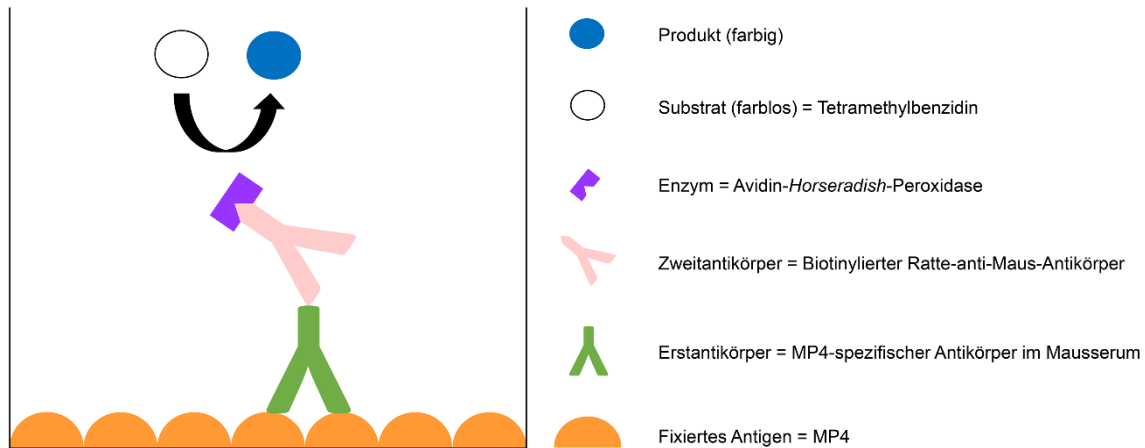 Produkt (farbig)
Substrat (farblos) = Tetramethylbenzidin
Enzym = Avidin-Horseradish-Peroxidase
Zweitantikörper = Biotinylierter Ratte-anti-Maus-Antikörper
Erstantikörper = MP4-spezifischer Antikörper im Mausserum
Fixiertes Antigen = MP4